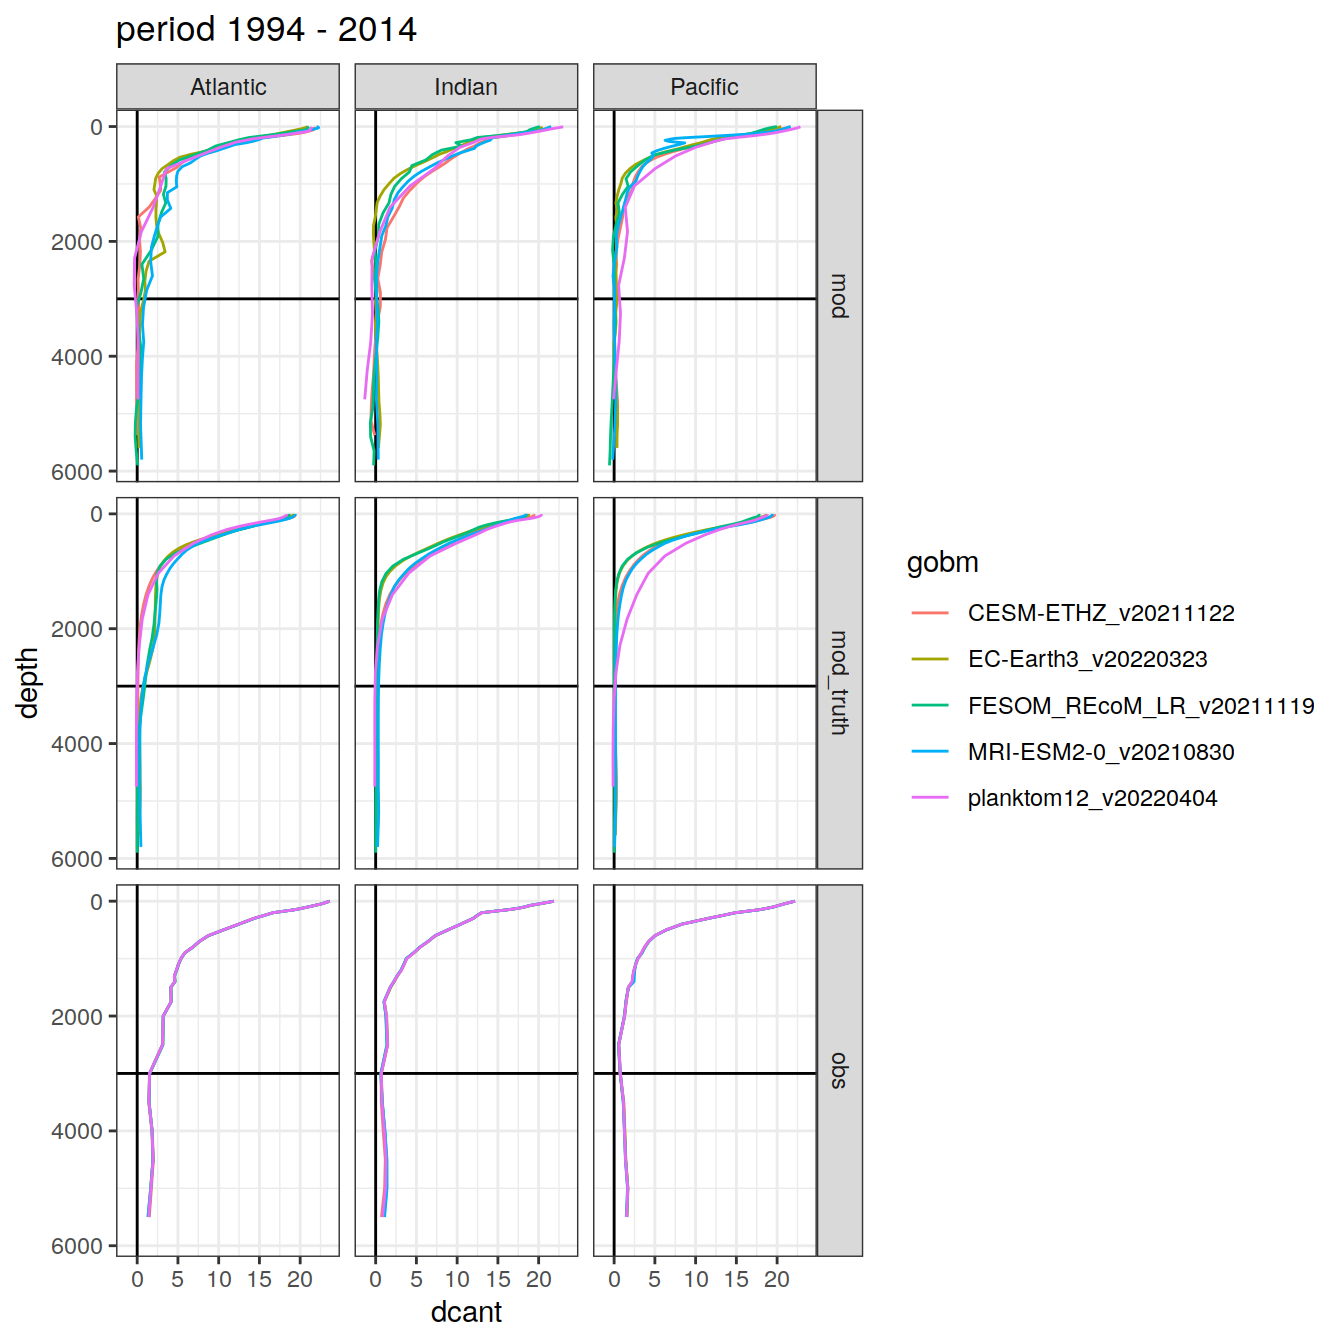 period 1994 - 2014
Atlantic
Indian
Pacific
0
2000
4000
6000
mod
0
2000
4000
6000
mod_truth
0
2000
4000
6000
obs
0 5 10 15 20
0 5 10 15 20
0 5 10 15 20
dcant
depth
gobm
CESM-ETHZ_v20211122
EC-Earth3_v20220323
FESOM_REcoM_LR_v20211119
MRI-ESM2-0_v20210830
planktom12_v20220404